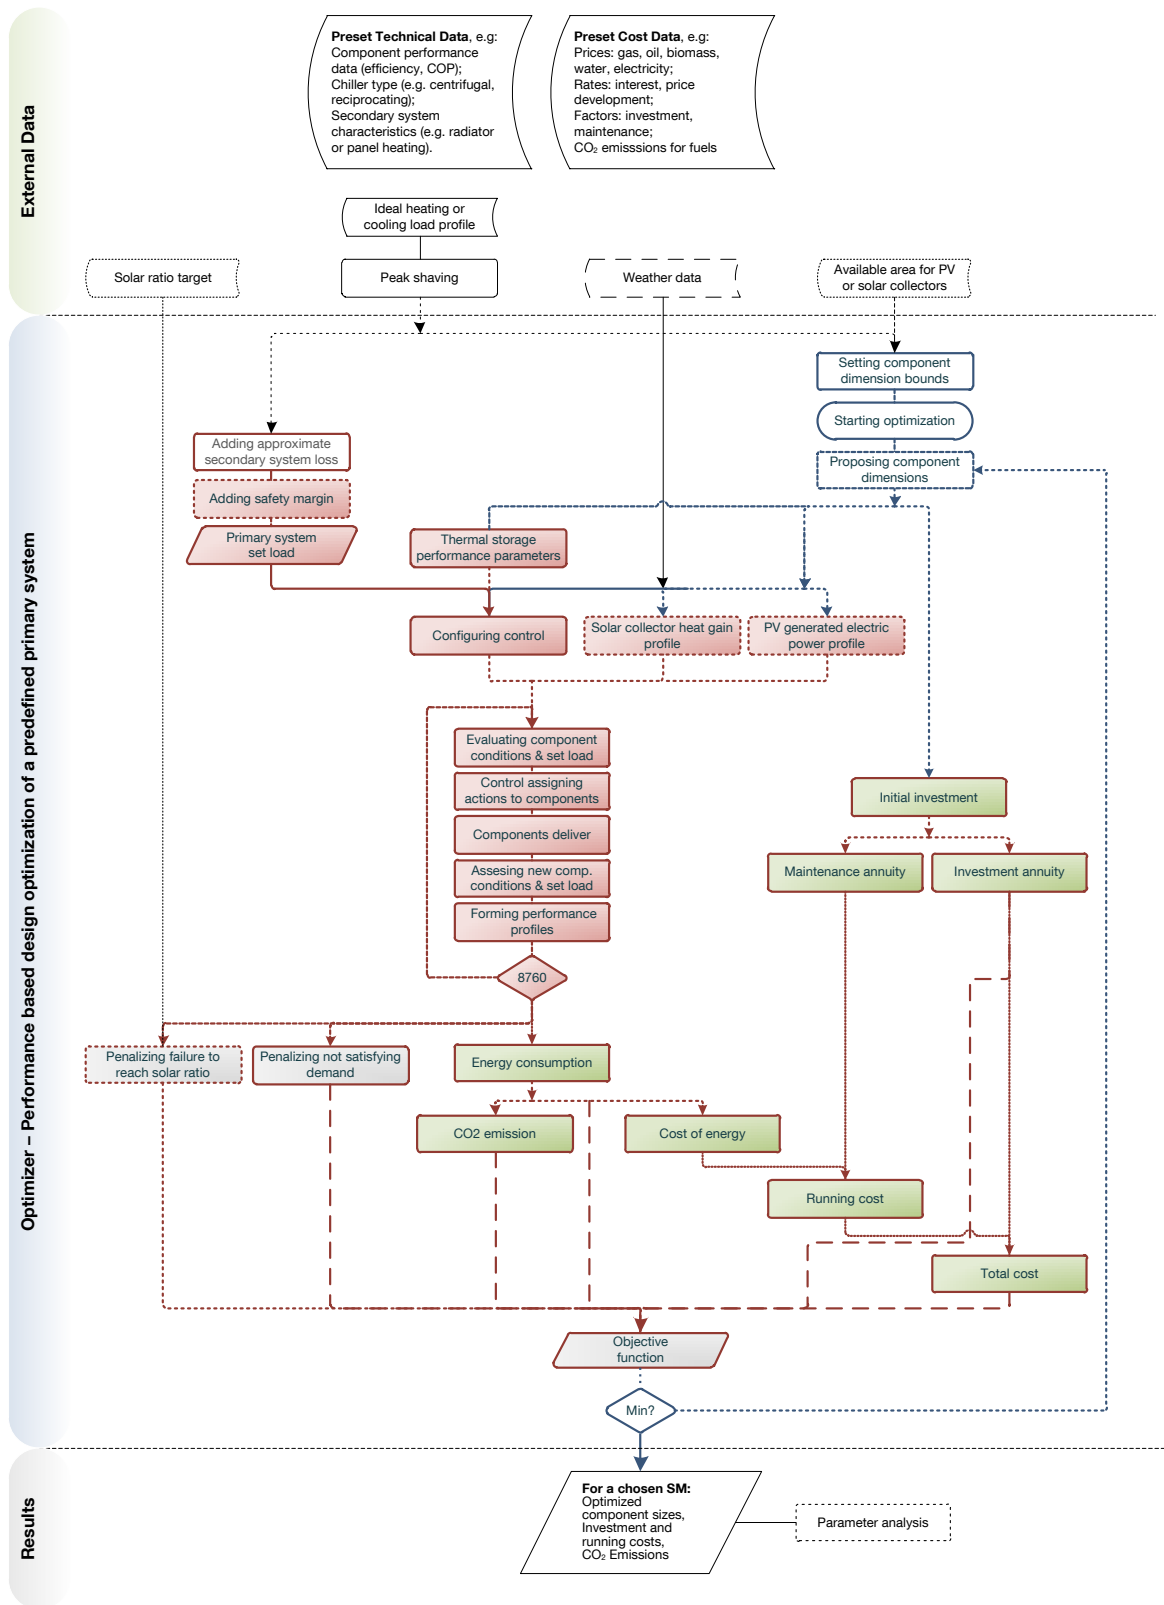 External Data
Preset Technical Data, e.g:
Component performance
data (efficiency, COP);
Chiller type (e.g. centrifugal,
reciprocating);
Secondary system
characteristics (e.g. radiator
or panel heating).
Preset Cost Data, e.g:
Prices: gas, oil, biomass,
water, electricity;
Rates: interest, price
development;
Factors: investment,
maintenance;
CO₂ emisssions for fuels
Ideal heating or
cooling load profile
Solar ratio target
Peak shaving
Weather data
Available area for PV
or solar collectors
Optimizer – Performance based design optimization of a predefined primary system
Setting component
dimension bounds
Starting optimization
Proposing component
dimensions
Adding approximate
secondary system loss
Adding safety margin
Primary system
set load
Thermal storage
performance parameters
Configuring control
Solar collector heat gain
profile
PV generated electric
power profile
Evaluating component
conditions & set load
Control assigning
actions to components
Components deliver
Assesing new comp.
conditions & set load
Forming performance
profiles
8760
Initial investment
Maintenance annuity
Investment annuity
Penalizing failure to
reach solar ratio
Penalizing not satisfying
demand
Energy consumption
CO2 emission
Cost of energy
Running cost
Total cost
Objective
function
Min?
Results
For a chosen SM:
Optimized
component sizes,
Investment and
running costs,
CO₂ Emissions
Parameter analysis